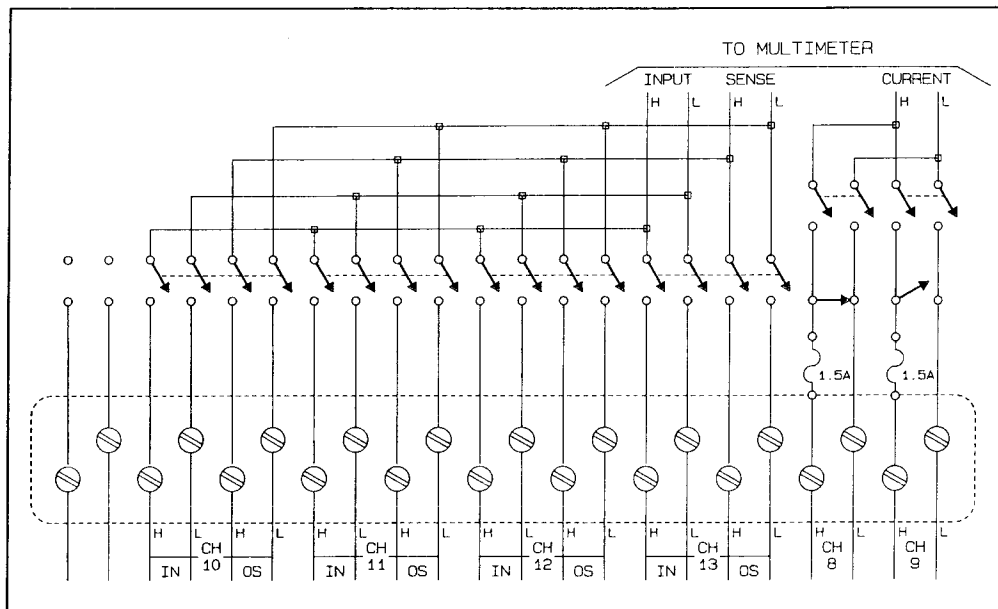 TO MULTIMETER
INPUT SENSE CURRENT
H L H L H L
1.5A 1.5A
H L H L H L H L H L H L H L H L H L H L
CH CH CH CH CH CH
10 11 12 13 8 9
IN OS IN OS IN OS IN OS